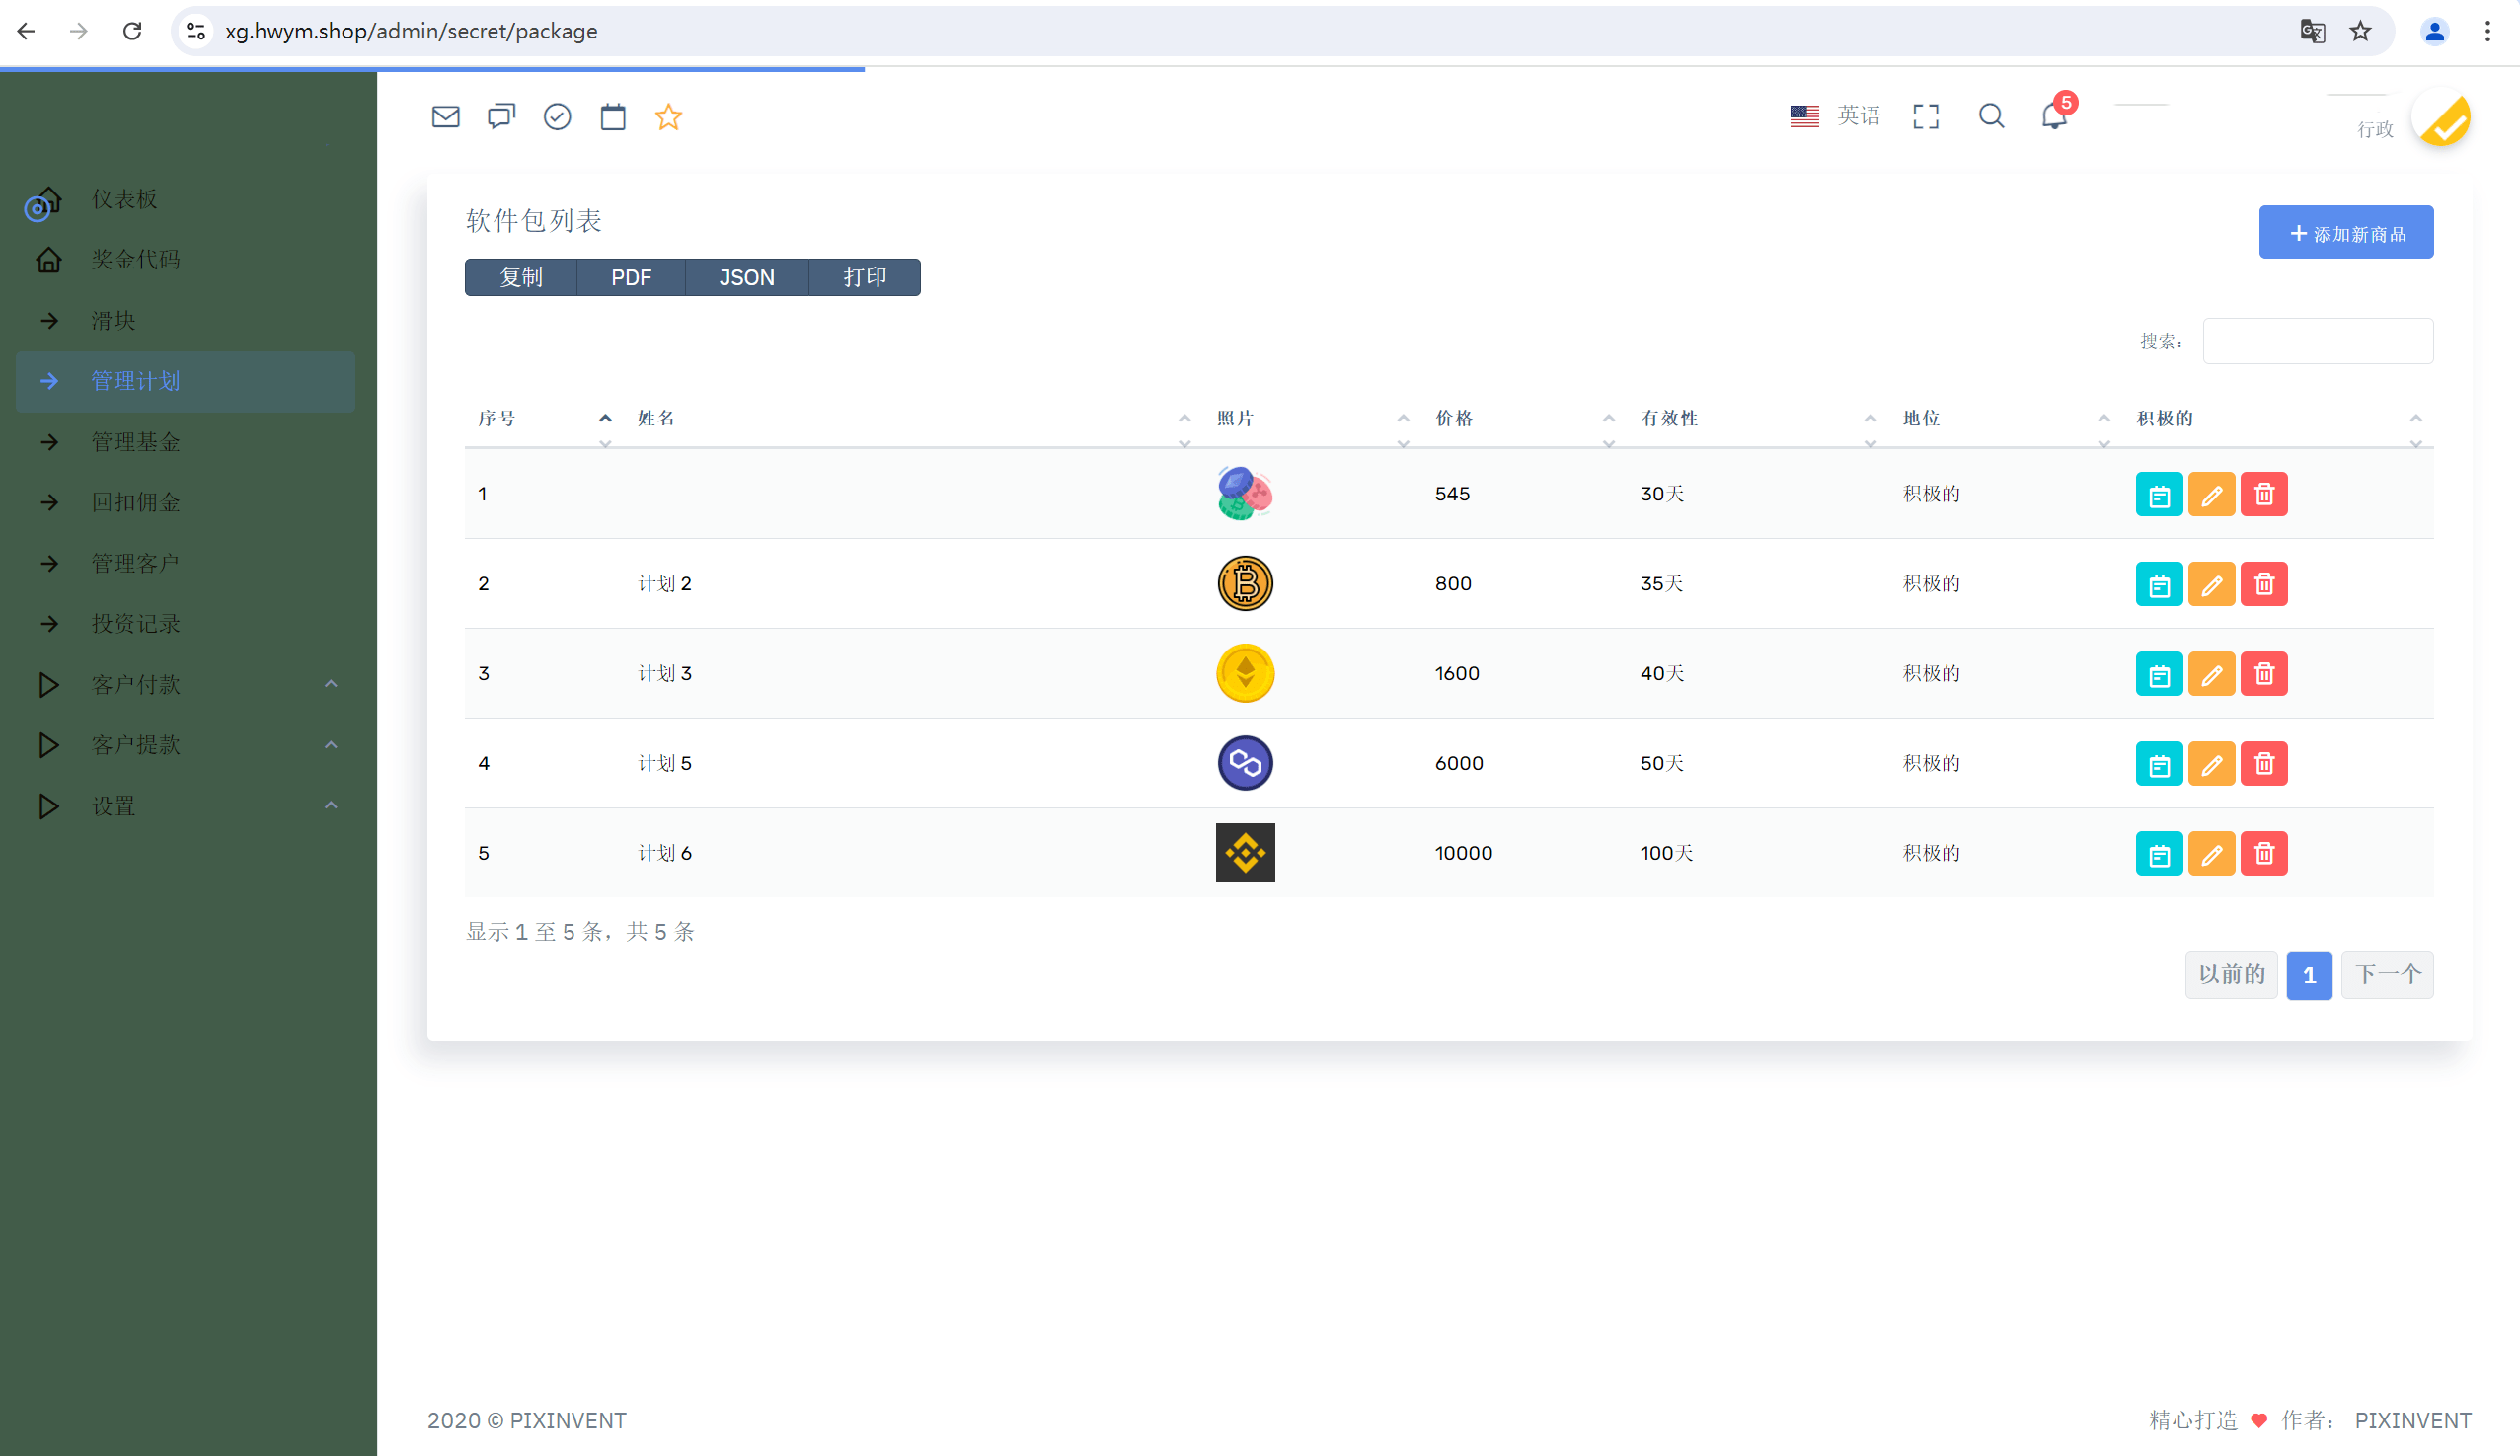 xg.hwym.shop/admin/secret/package
英语
5
行政
仪表板
奖金代码
滑块
管理计划
管理基金
回扣佣金
管理客户
投资记录
客户付款
客户提款
设置
软件包列表
添加新商品
复制 PDF JSON 打印
搜索：
序号 姓名 照片 价格 有效性 地位 积极的
1 545 30天 积极的
2 计划 2 800 35天 积极的
3 计划 3 1600 40天 积极的
4 计划 5 6000 50天 积极的
5 计划 6 10000 100天 积极的
显示 1 至 5 条，共 5 条
以前的 1 下一个
2020 © PIXINVENT
精心打造 作者： PIXINVENT